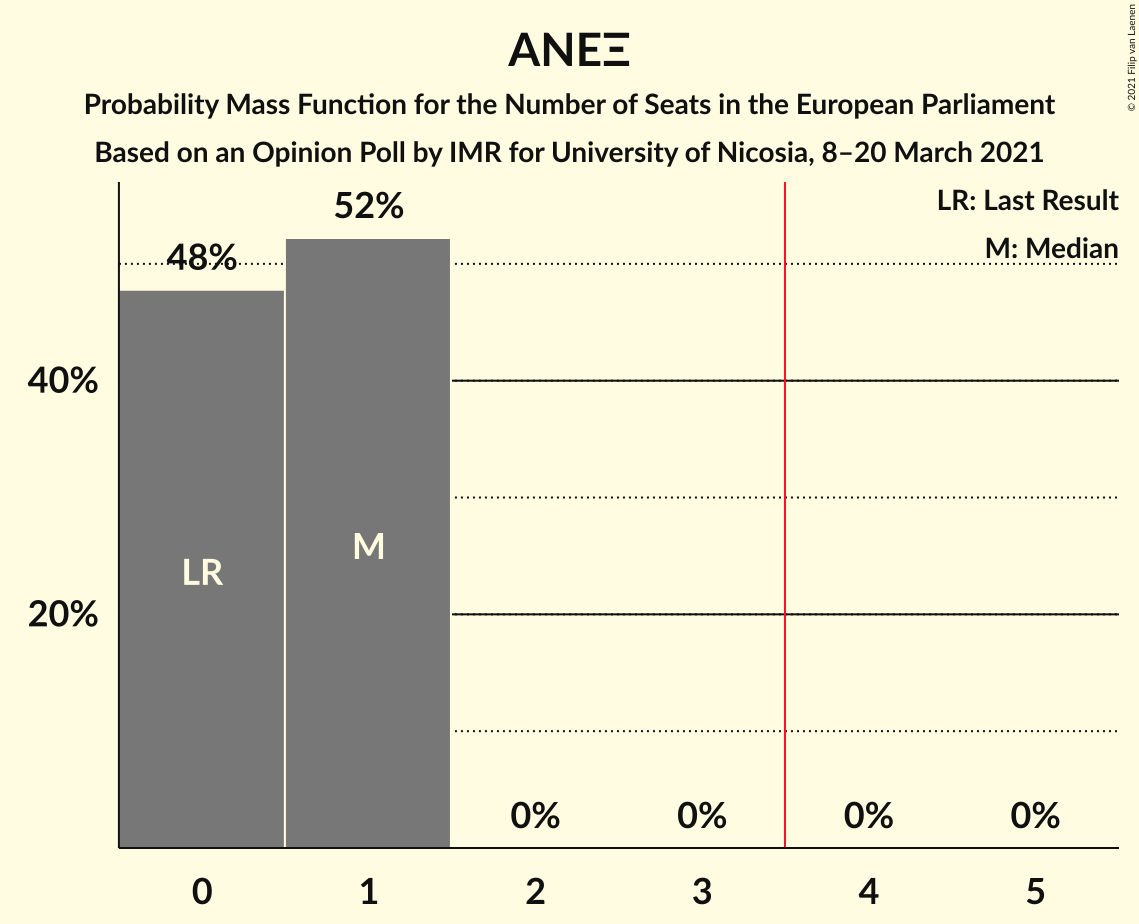 ΑΝΕΞ
Probability Mass Function for the Number of Seats in the European Parliament
Based on an Opinion Poll by IMR for University of Nicosia, 8–20 March 2021
© 2021 Filip van Laenen
LR: Last Result
M: Median
52%
48%
40%
20%
LR
M
0%
0%
0%
0%
0
1
2
3
4
5